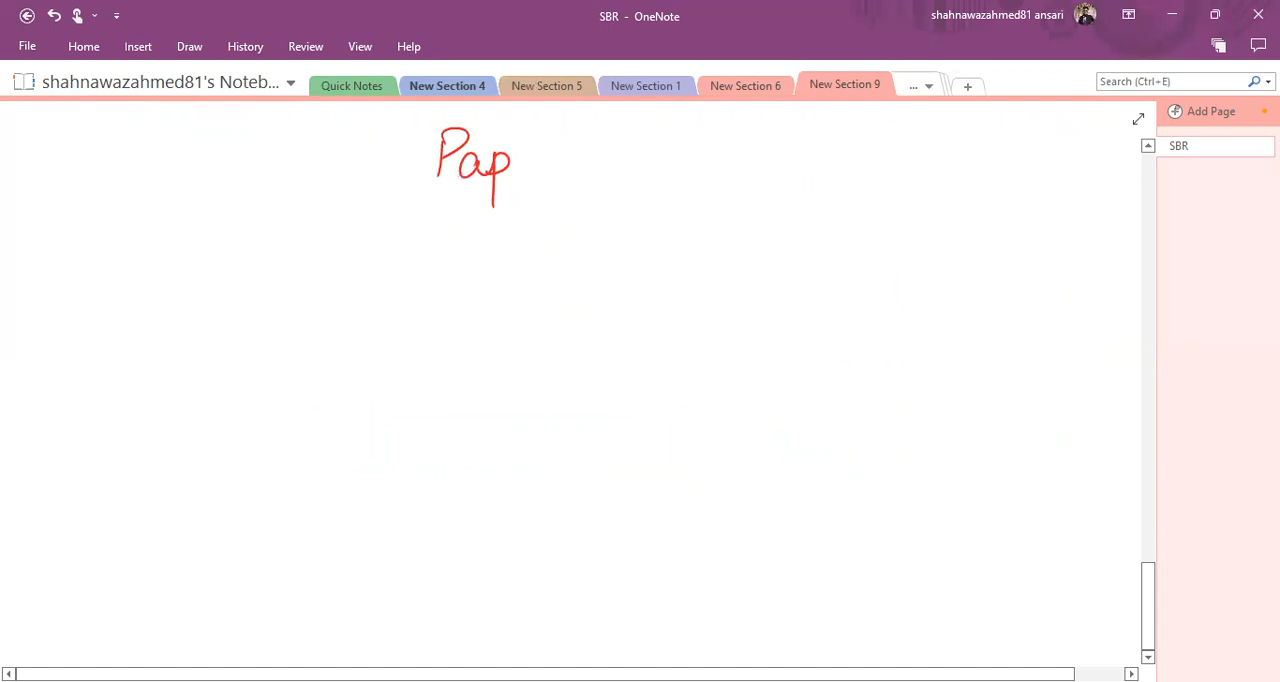 SBR - OneNote
shahnawazahmed81 ansari
File Home Insert Draw History Review View Help
shahnawazahmed81's Noteb...
Quick Notes New Section 4 New Section 5 New Section 1 New Section 6 New Section 9 ... +
Search (Ctrl+E)
Add Page
SBR
Pap